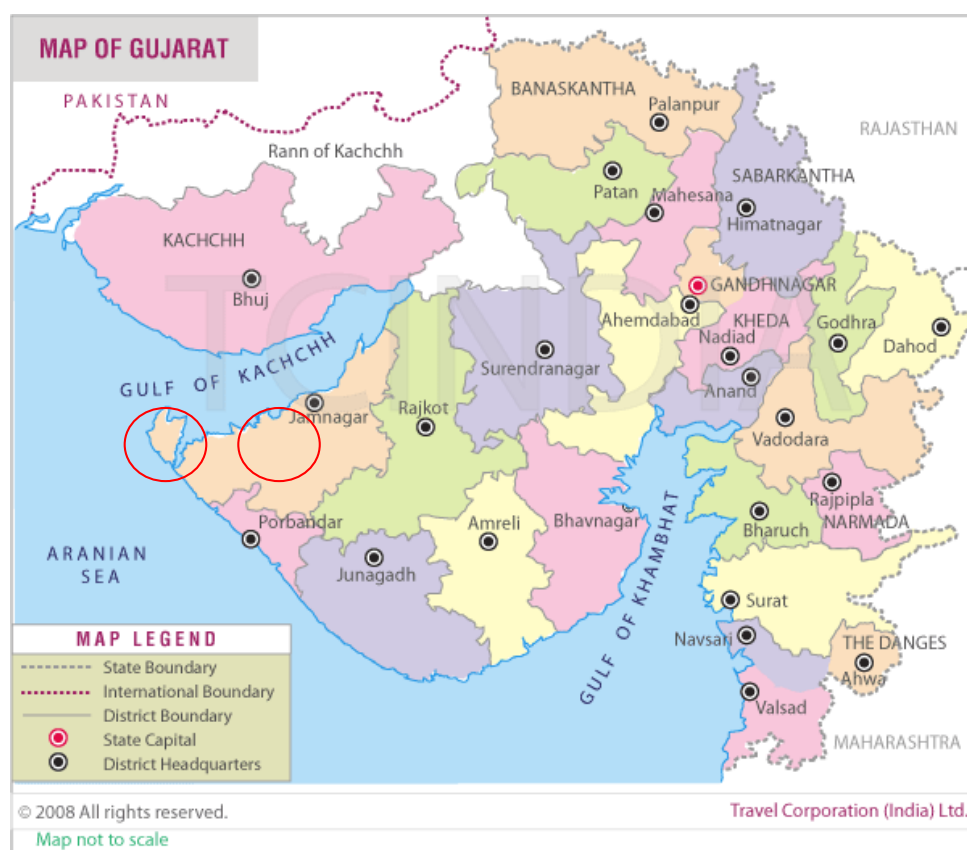 MAP OF GUJARAT
PAKISTAN
BANASKANTHA
Palanpur
RAJASTHAN
Rann of Kachchh
Patan
Mahesana
SABARKANTHA
Himatnagar
KACHCHH
Bhuj
TCINDIA
GANDHINAGAR
Ahemdabad
KHEDA
Nadiad
Godhra
Dahod
GULF OF KACHCHH
Surendranagar
Anand
Jamnagar
Rajkot
Vadodara
Rajpipla
NARMADA
Porbandar
Amreli
Bhavnagar
Bharuch
ARANIAN
SEA
Junagadh
GULF OF KHAMBHAT
Surat
Navsari
THE DANGES
Ahwa
Valsad
MAHARASHTRA
MAP LEGEND
State Boundary
International Boundary
District Boundary
State Capital
District Headquarters
© 2008 All rights reserved.
Travel Corporation (India) Ltd.
Map not to scale